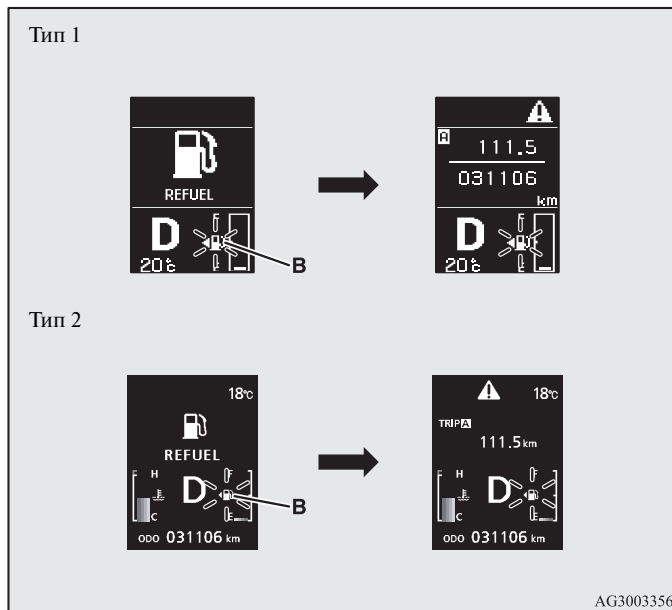 Тип 1
REFUEL
D
20℃
B
A 111.5
031106
km
D
20℃
Тип 2
18℃
REFUEL
F H
D
F
C
E
B
ODO 031106 km
18℃
TRIP A
111.5 km
F H
D
F
C
E
ODO 031106 km
AG3003356